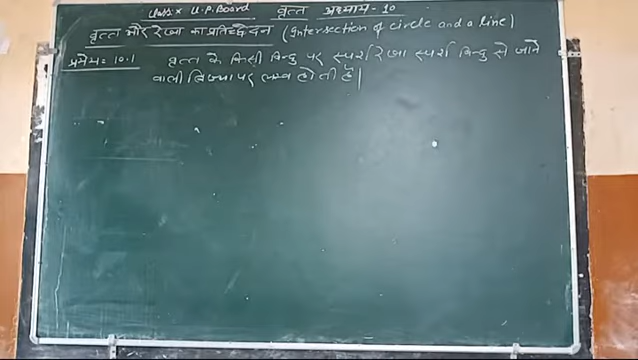 class x U.P. Board वृत्त अध्याय - 10
वृत्त और रेखा का प्रतिच्छेदन (Intersection of circle and a line)
प्रमेय = 10.1 वृत्त के किसी बिन्दु पर स्पर्श रेखा स्पर्श बिन्दु से जाने
वाली त्रिज्या पर लम्ब होती है|